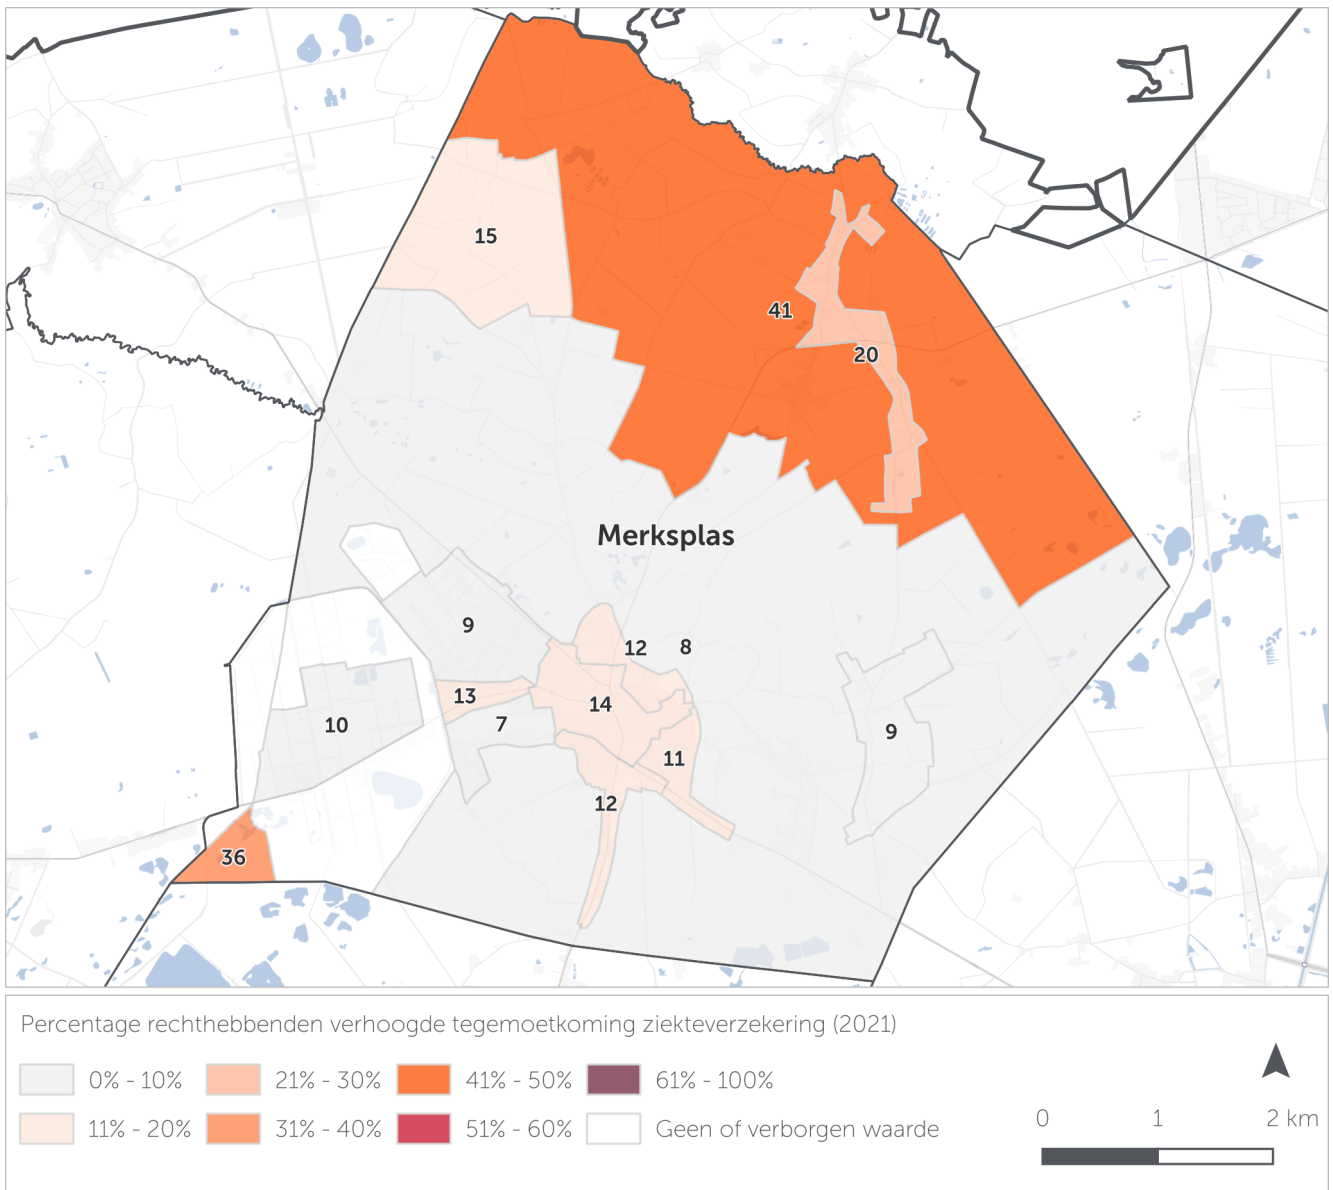 15
41
20
Merksplas
9
12
8
13
14
7
10
9
11
12
36
Percentage rechthebbenden verhoogde tegemoetkoming ziekteverzekering (2021)
0% - 10%
21% - 30%
41% - 50%
61% - 100%
11% - 20%
31% - 40%
51% - 60%
Geen of verborgen waarde
0 1 2 km